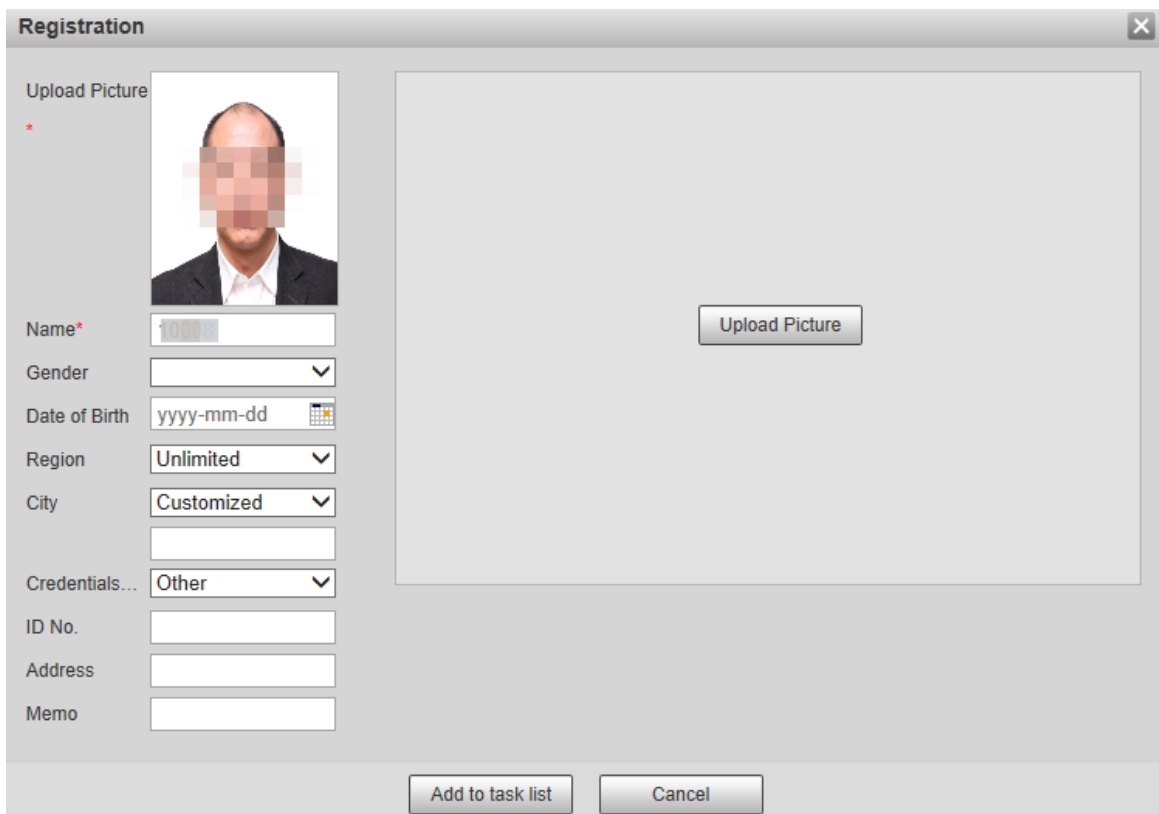 Registration
Upload Picture
*
Name*
Gender
Date of Birth yyyy-mm-dd
Region Unlimited
City Customized
Credentials... Other
ID No.
Address
Memo
Upload Picture
Add to task list Cancel